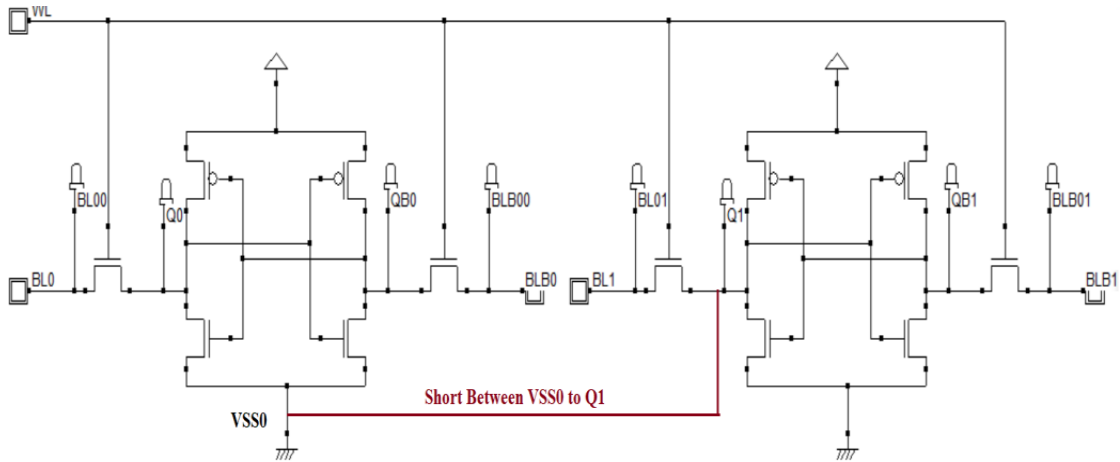 WL
BL00
Q0
QB0
BLB00
BL01
Q1
QB1
BLB01
BL0
BLB0
BL1
BLB1
Short Between VSS0 to Q1
VSS0